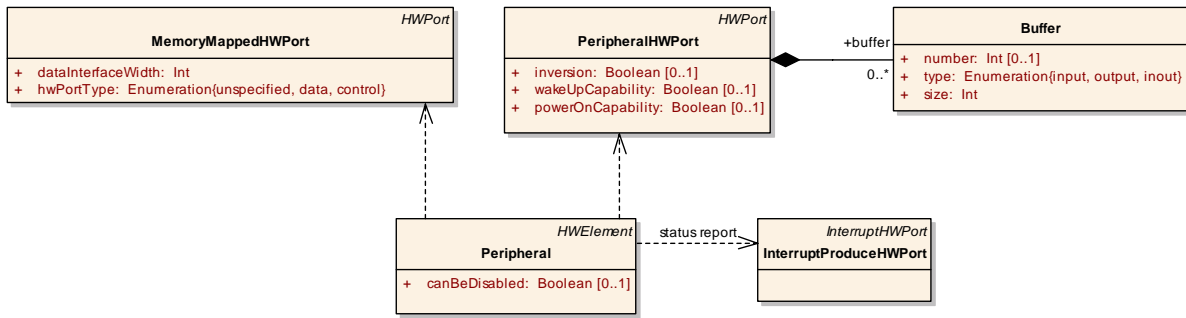 HWPort
MemoryMappedHWPort
+ dataInterfaceWidth: Int
+ hwPortType: Enumeration{unspecified, data, control}
HWPort
PeripheralHWPort
+ inversion: Boolean [0..1]
+ wakeUpCapability: Boolean [0..1]
+ powerOnCapability: Boolean [0..1]
+buffer
0..*
Buffer
+ number: Int [0..1]
+ type: Enumeration{input, output, inout}
+ size: Int
HWElement
Peripheral
+ canBeDisabled: Boolean [0..1]
status report
InterruptHWPort
InterruptProduceHWPort